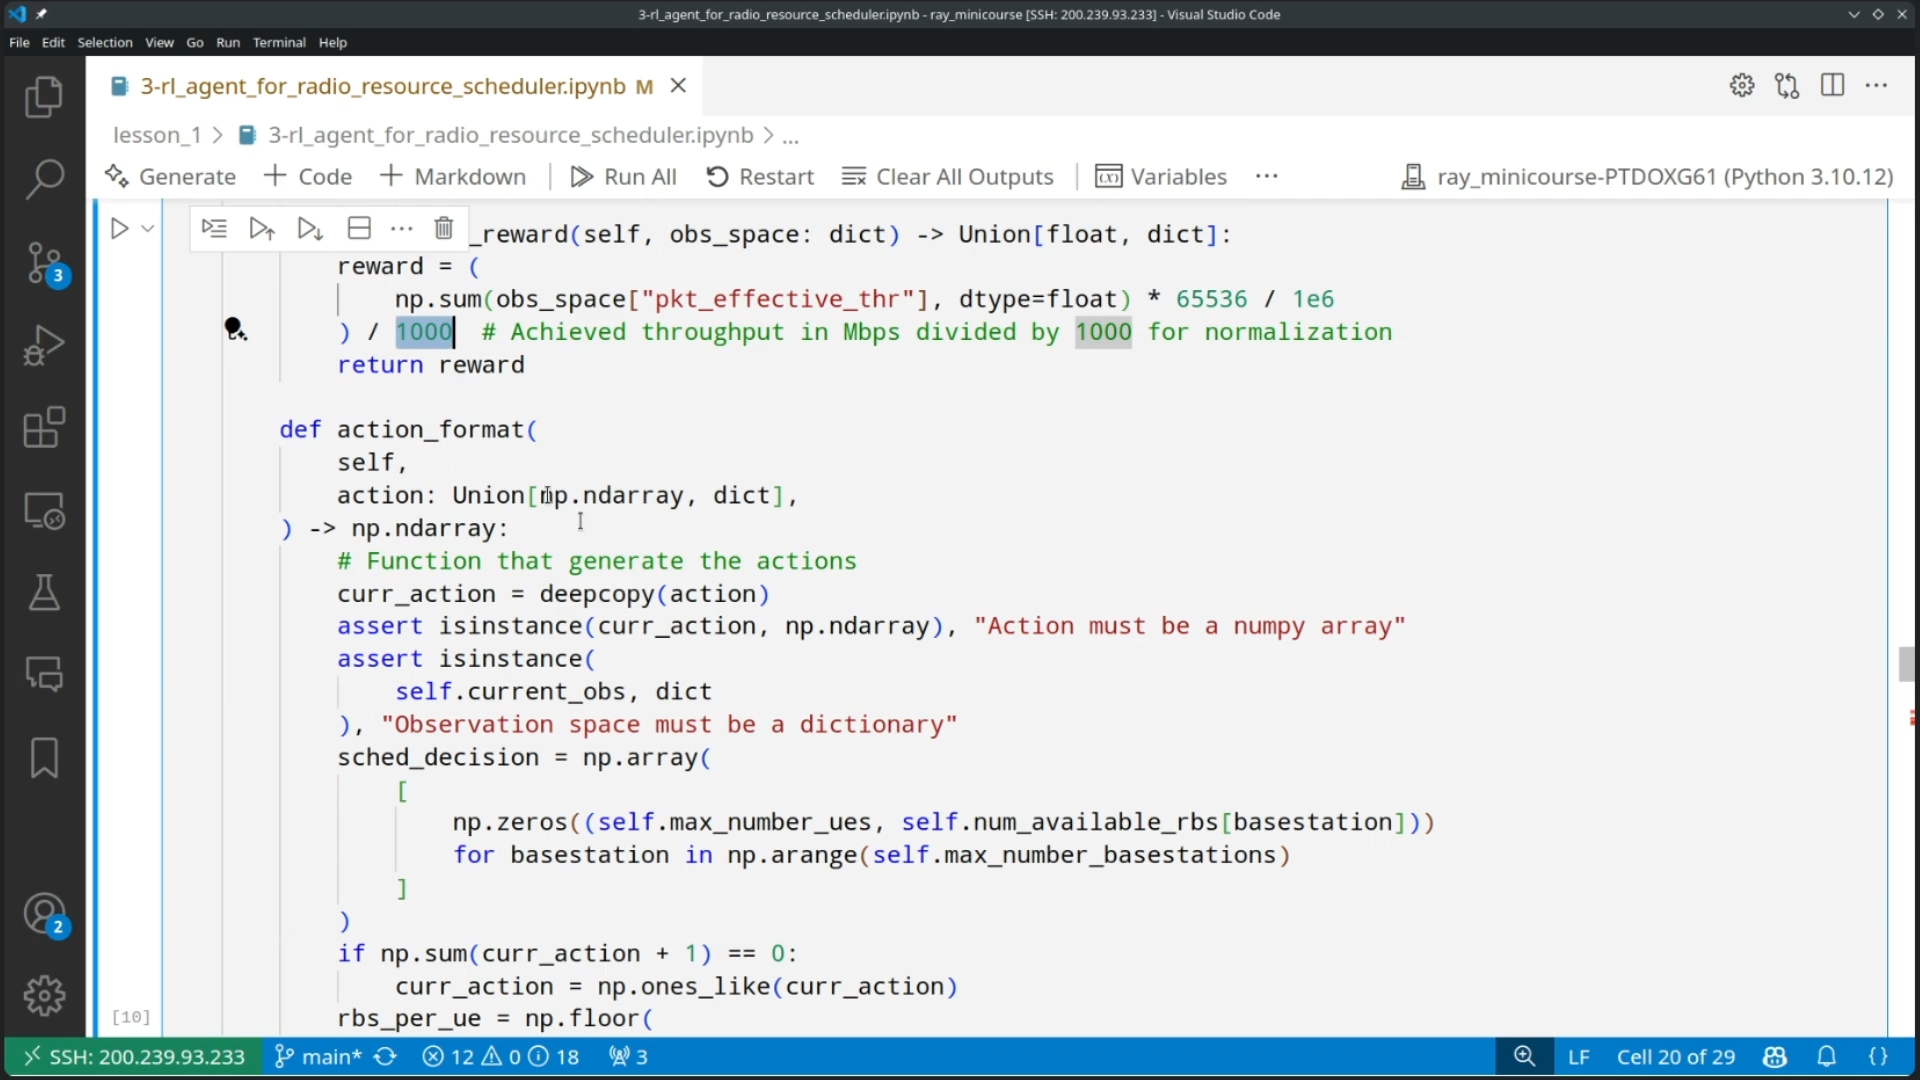 3-rl_agent_for_radio_resource_scheduler.ipynb - ray_minicourse [SSH: 200.239.93.233] - Visual Studio Code
File Edit Selection View Go Run Terminal Help
3-rl_agent_for_radio_resource_scheduler.ipynb M
lesson_1 > 3-rl_agent_for_radio_resource_scheduler.ipynb > ...
Generate + Code + Markdown Run All Restart Clear All Outputs Variables ... ray_minicourse-PTDOXG61 (Python 3.10.12)
_reward(self, obs_space: dict) -> Union[float, dict]:
reward = (
np.sum(obs_space["pkt_effective_thr"], dtype=float) * 65536 / 1e6
) / 1000  # Achieved throughput in Mbps divided by 1000 for normalization
return reward
def action_format(
self,
action: Union[np.ndarray, dict],
) -> np.ndarray:
# Function that generate the actions
curr_action = deepcopy(action)
assert isinstance(curr_action, np.ndarray), "Action must be a numpy array"
assert isinstance(
self.current_obs, dict
), "Observation space must be a dictionary"
sched_decision = np.array(
[
np.zeros((self.max_number_ues, self.num_available_rbs[basestation]))
for basestation in np.arange(self.max_number_basestations)
]
)
if np.sum(curr_action + 1) == 0:
curr_action = np.ones_like(curr_action)
rbs_per_ue = np.floor(
[10]
3
2
SSH: 200.239.93.233 main* 12 0 18 3 LF Cell 20 of 29 {}